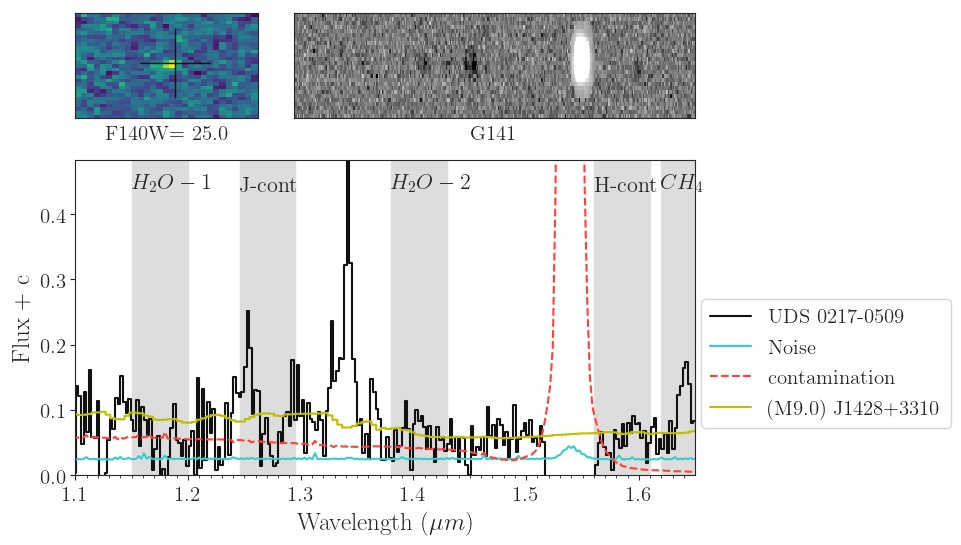 F140W= 25.0
G141
H₂O − 1
J-cont
H₂O − 2
H-cont
CH₄
0.4
0.3
0.2
0.1
0.0
Flux + c
1.1
1.2
1.3
1.4
1.5
1.6
Wavelength (μm)
UDS 0217-0509
Noise
contamination
(M9.0) J1428+3310